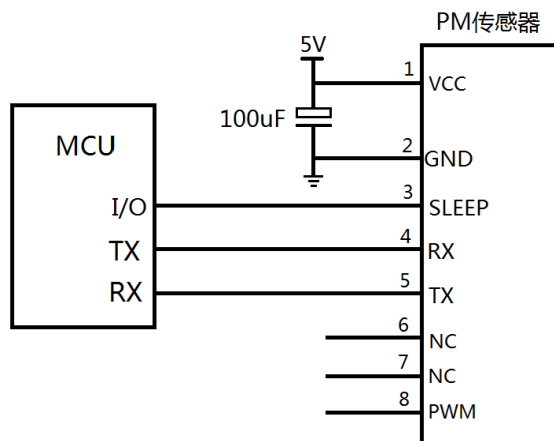 PM传感器
5V
1 VCC
100uF
MCU
2 GND
I/O 3 SLEEP
TX 4 RX
RX 5 TX
6 NC
7 NC
8 PWM